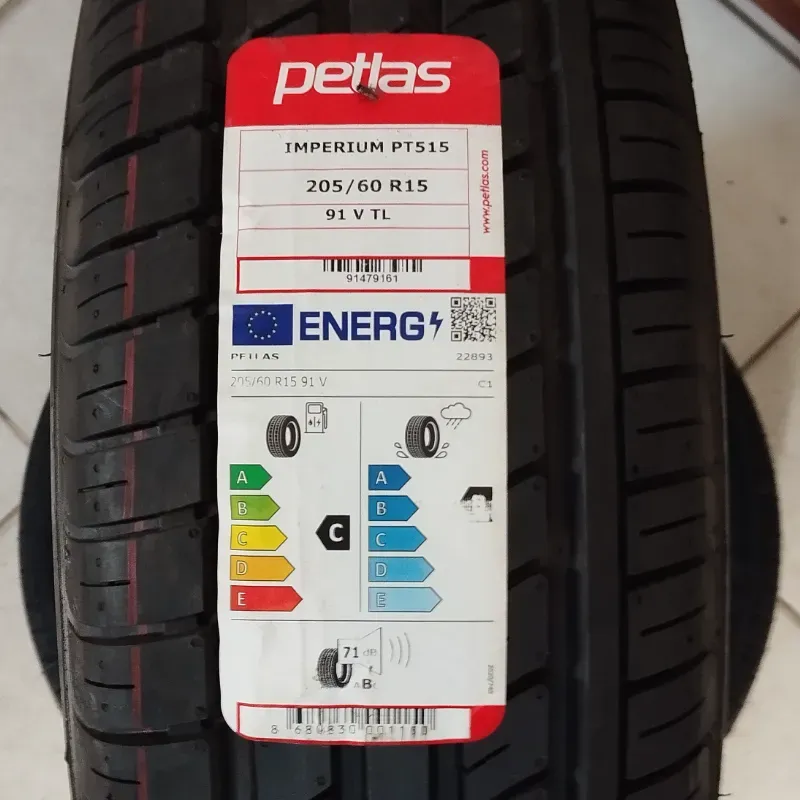 petlas
IMPERIUM PT515
205/60 R15
91 V TL
www.petlas.com
91479161
ENERG
PETLAS
22893
205/60 R15 91 V
C1
A
B
C
D
E
C
A
B
C
D
E
71 dB
ABC